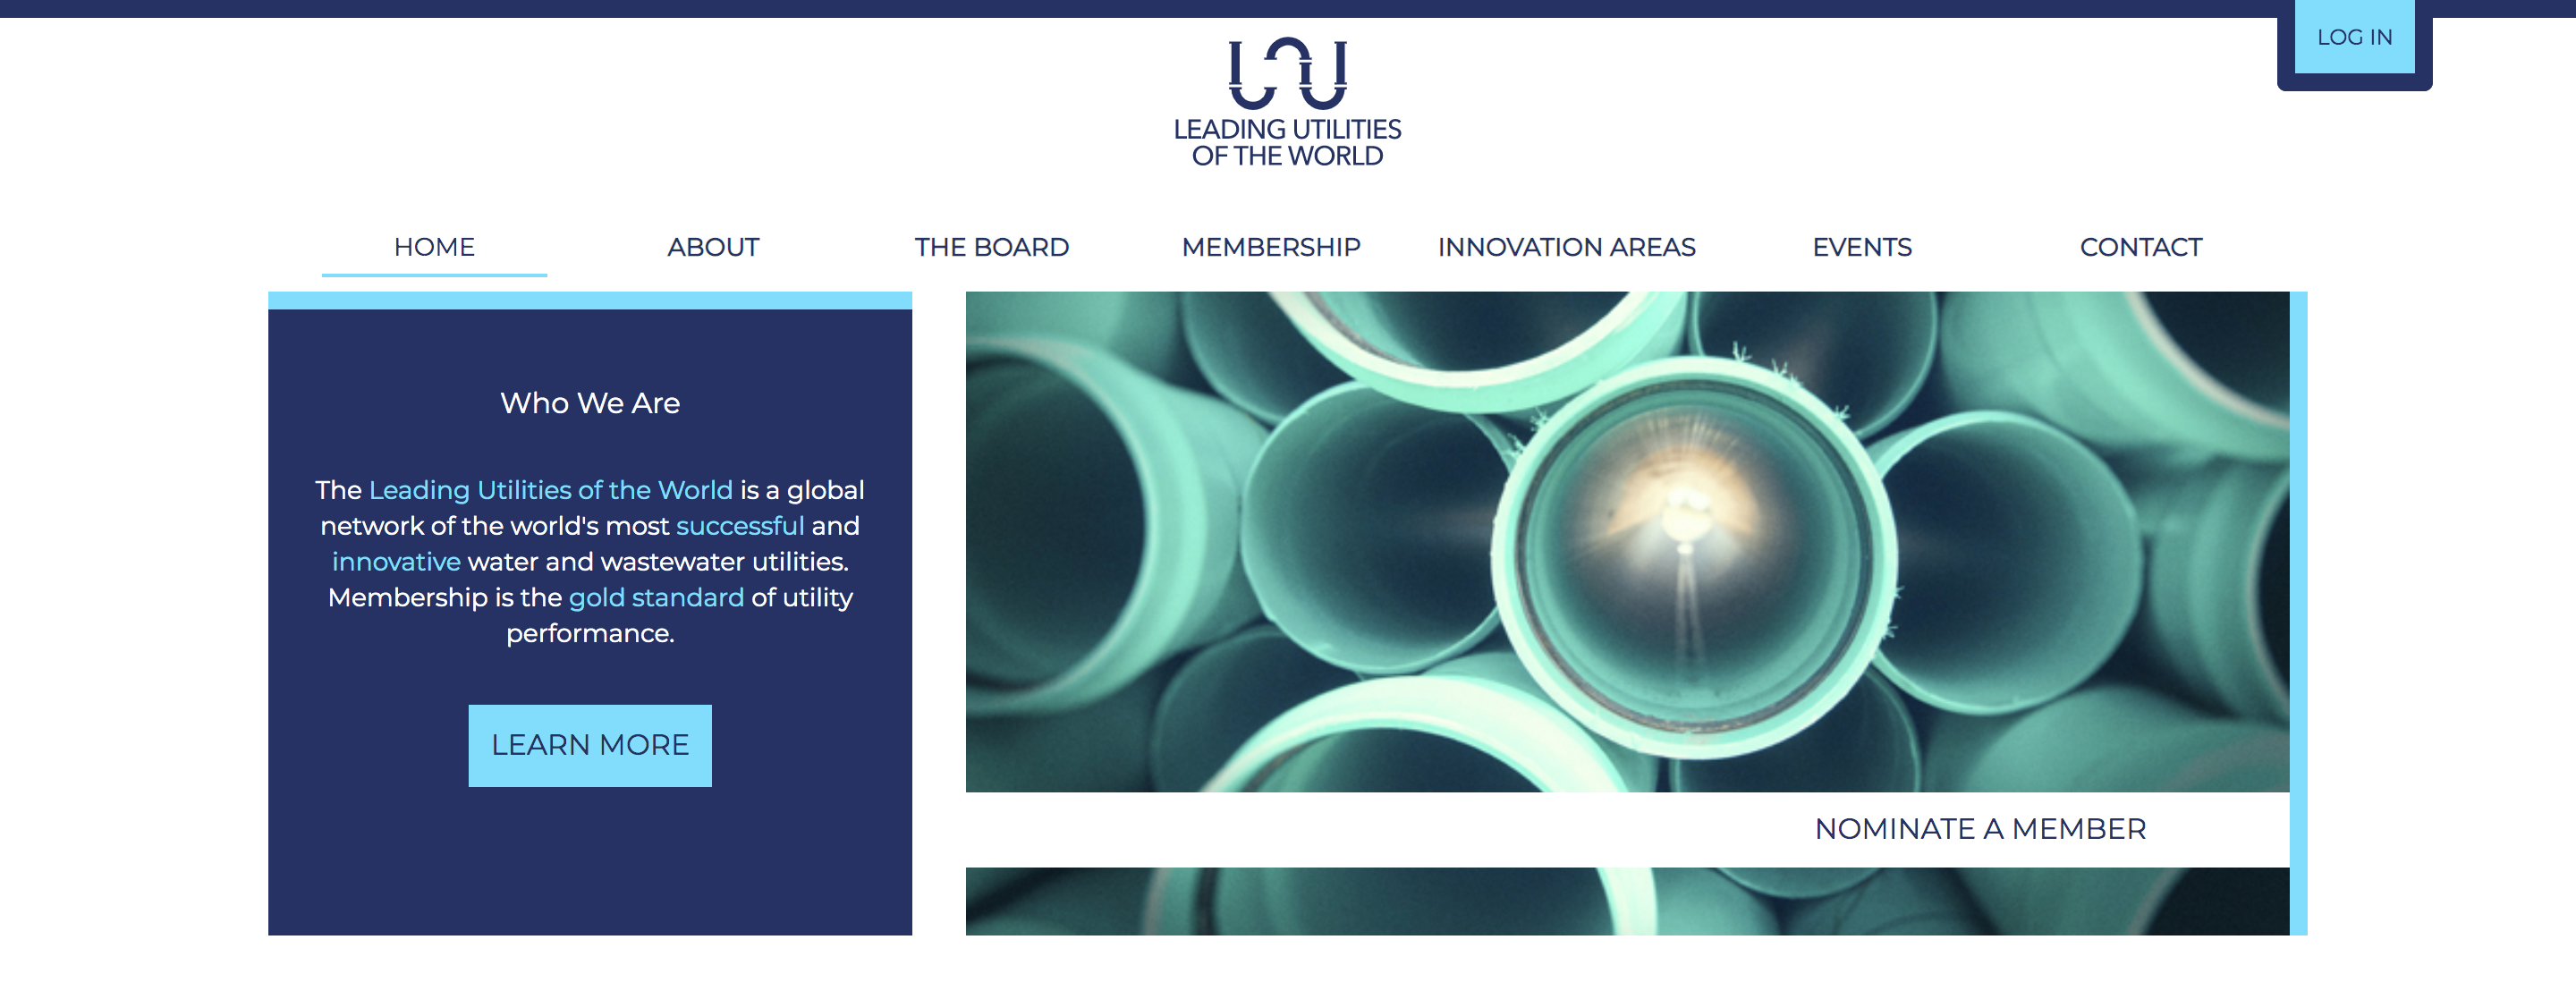 LOG IN
LEADING UTILITIES
OF THE WORLD
HOME
ABOUT
THE BOARD
MEMBERSHIP
INNOVATION AREAS
EVENTS
CONTACT
Who We Are
The Leading Utilities of the World is a global
network of the world's most successful and
innovative water and wastewater utilities.
Membership is the gold standard of utility
performance.
LEARN MORE
NOMINATE A MEMBER